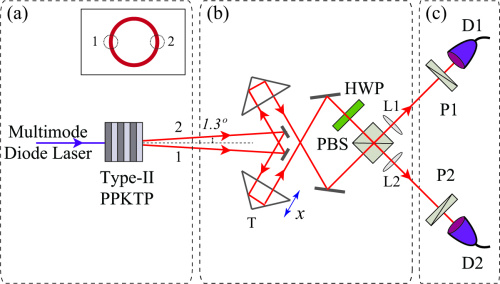 (a)
(b)
(c)
1
2
D1
HWP
P1
L1
2
1.3°
Multimode
Diode Laser
PBS
1
L2
P2
Type-II
PPKTP
T
x
D2